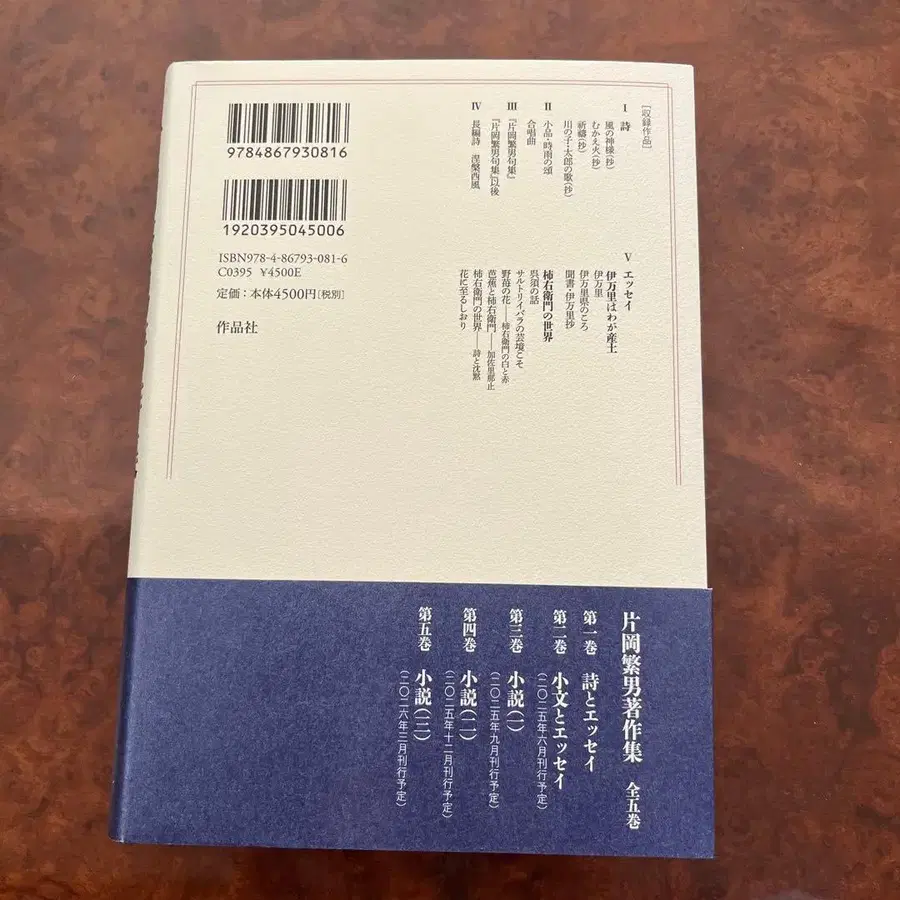 [収録作品]
Ⅰ 詩
風の神様(抄)
むかえ火(抄)
祈禱(抄)
川の子・太郎の歌(抄)
Ⅱ 小品・時雨の頌
合唱曲
Ⅲ 『片岡繁男句集』
『片岡繁男句集』以後
Ⅳ 長編詩 涅槃西風
Ⅴ エッセイ
伊万里はわが産土
伊万里
伊万里県のころ
聞書・伊万里抄
柿右衛門の世界
呉須の話
サルトリイバラの芸境こそ
野苺の花――柿右衛門の白と赤
芭蕉と柿右衛門――加佐里那止
柿右衛門の世界――詩と沈黙
花に至るしおり
9784867930816
1920395045006
ISBN978-4-86793-081-6
C0395 ¥4500E
定価:本体4500円[税別]
作品社
片岡繁男著作集 全五巻
第一巻 詩とエッセイ
第二巻 小文とエッセイ
(二〇二五年六月刊行予定)
第三巻 小説(一)
(二〇二五年九月刊行予定)
第四巻 小説(二)
(二〇二五年十二月刊行予定)
第五巻 小説(三)
(二〇二六年三月刊行予定)